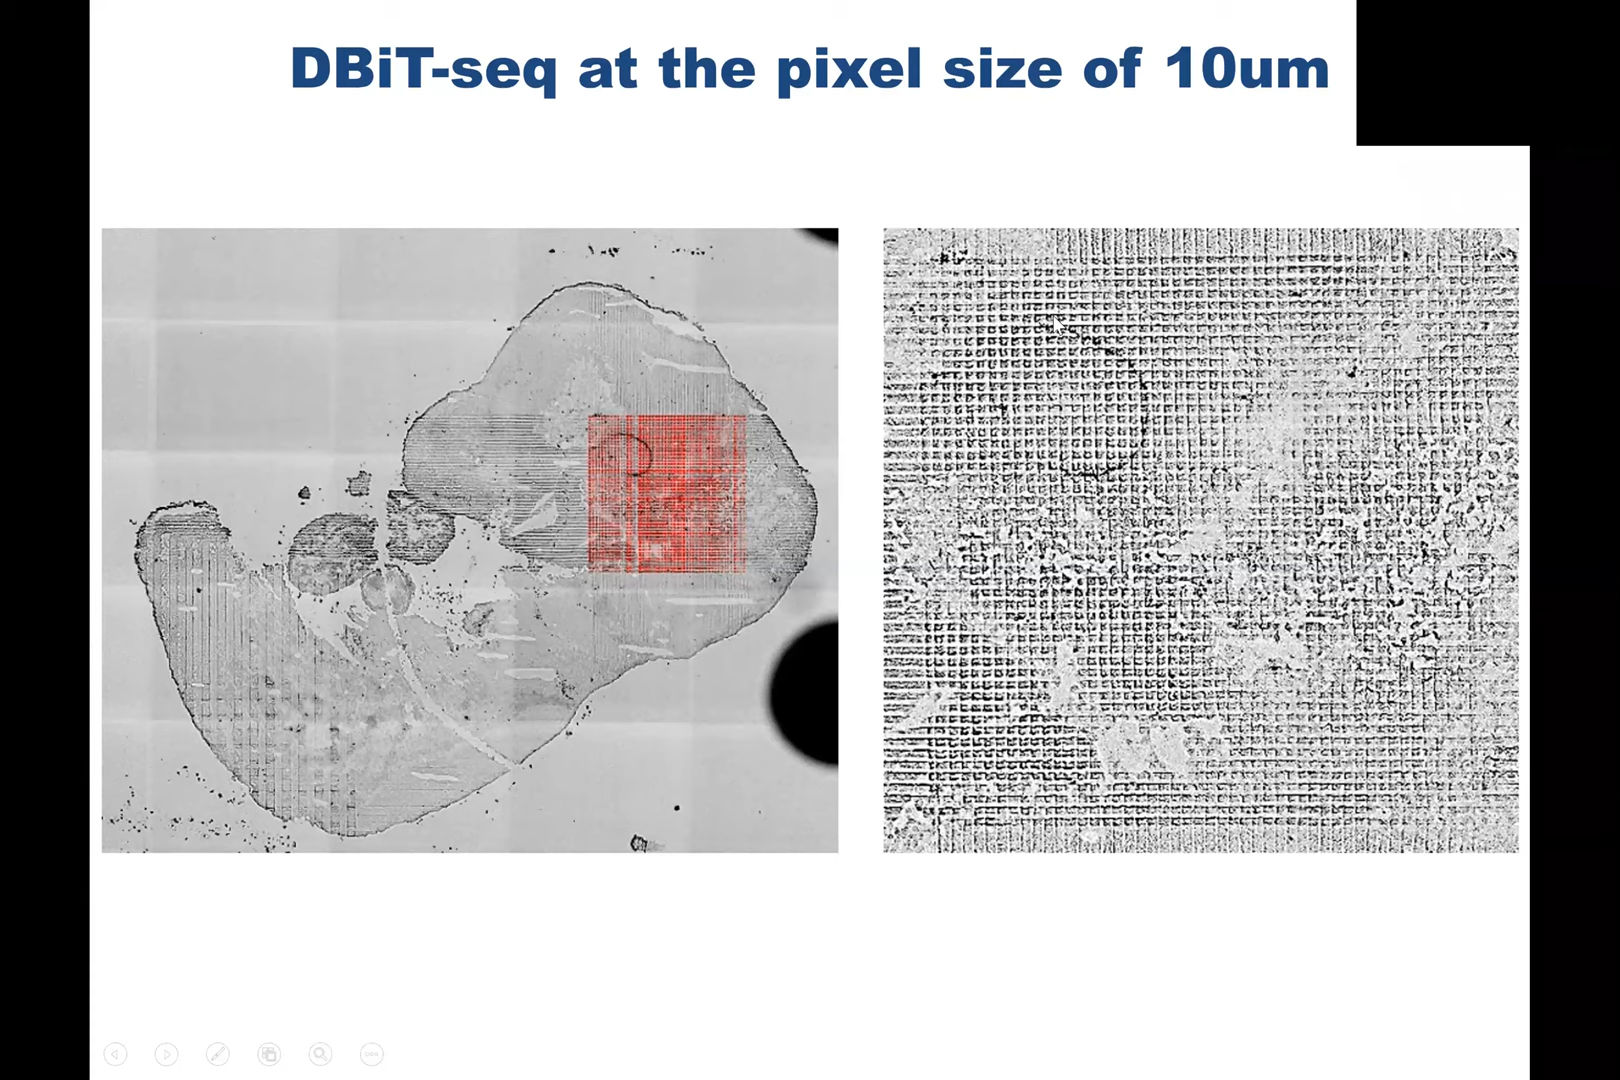 DBiT-seq at the pixel size of 10um